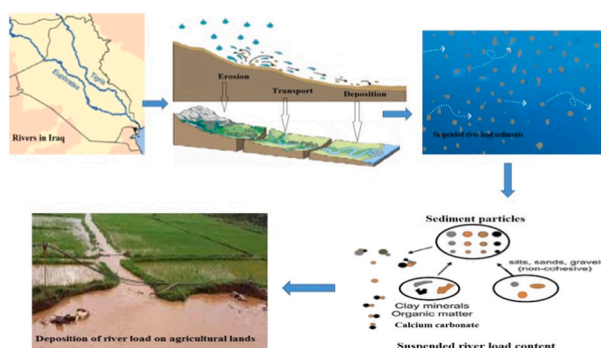 Euphrates
Tigris
Rivers in Iraq
Erosion
Transport
Deposition
Suspended river load sediments
Sediment particles
silts, sands, gravel
(non-cohesive)
Clay minerals
Organic matter
Calcium carbonate
Suspended river load content
Deposition of river load on agricultural lands